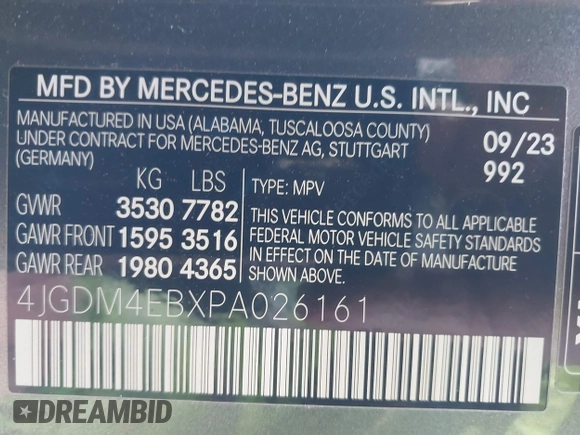 MFD BY MERCEDES-BENZ U.S. INTL., INC
MANUFACTURED IN USA (ALABAMA, TUSCALOOSA COUNTY)
UNDER CONTRACT FOR MERCEDES-BENZ AG, STUTTGART
(GERMANY)
09/23
992
KG LBS
GVWR 3530 7782
GAWR FRONT 1595 3516
GAWR REAR 1980 4365
TYPE: MPV
THIS VEHICLE CONFORMS TO ALL APPLICABLE
FEDERAL MOTOR VEHICLE SAFETY STANDARDS
IN EFFECT ON THE DATE OF MANUFACTURE
SHOWN ABOVE.
4JGDM4EBXPA026161
DREAMBID